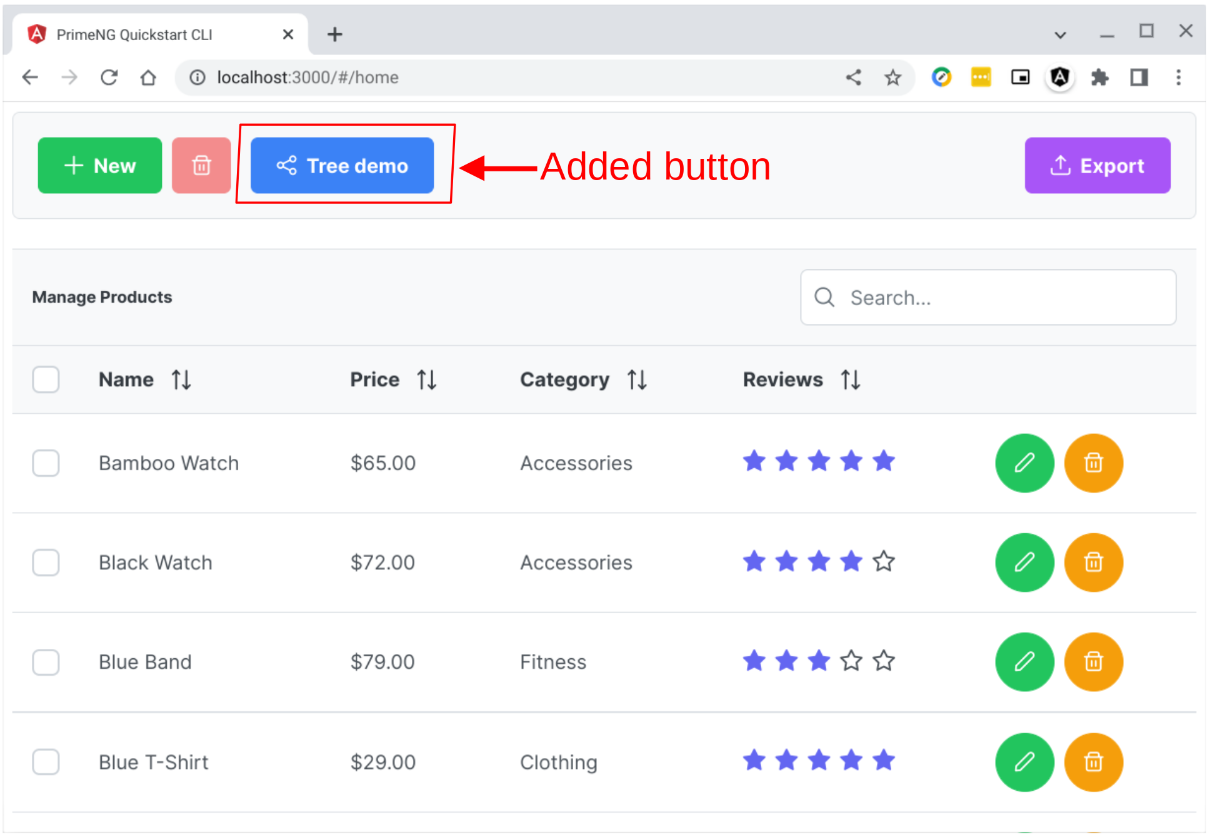 PrimeNG Quickstart CLI
localhost:3000/#/home
New Tree demo Added button Export
Manage Products Search...
Name Price Category Reviews
Bamboo Watch $65.00 Accessories
Black Watch $72.00 Accessories
Blue Band $79.00 Fitness
Blue T-Shirt $29.00 Clothing